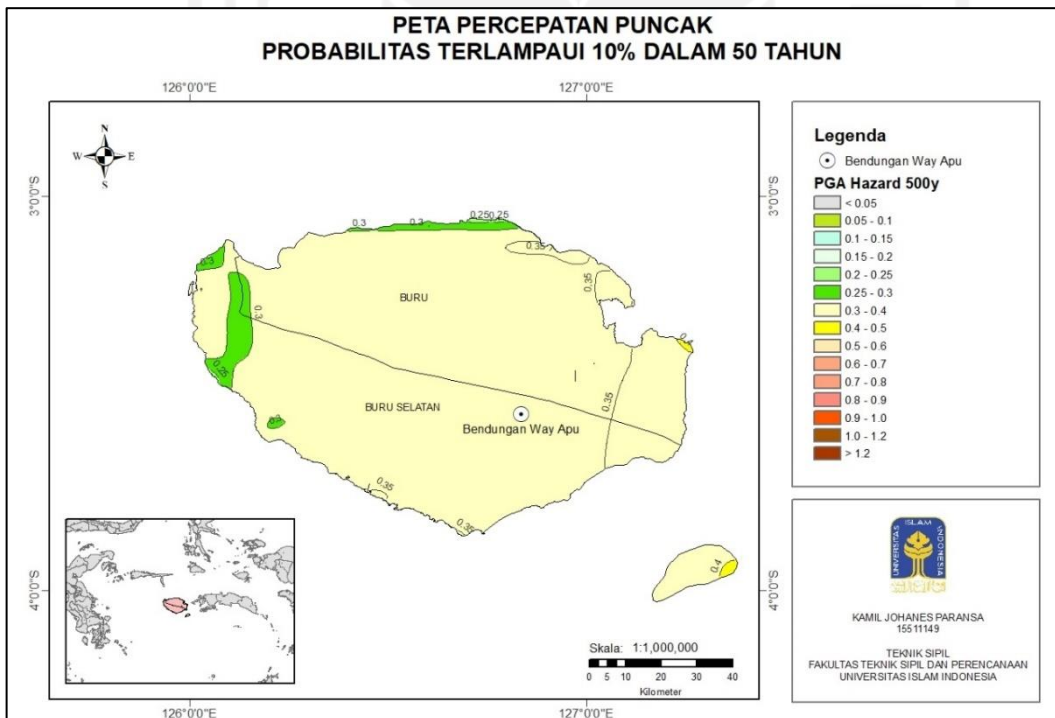 PETA PERCEPATAN PUNCAK
PROBABILITAS TERLAMPAUI 10% DALAM 50 TAHUN
126°0'0"E
127°0'0"E
N
W
E
S
3°0'0"S
3°0'0"S
0.3
0.3
0.25
0.25
0.35
0.3
0.35
BURU
0.3
0.4
0.25
0.35
BURU SELATAN
Bendungan Way Apu
0.3
0.35
0.35
0.4
4°0'0"S
4°0'0"S
Skala: 1:1,000,000
0 5 10 20 30 40
Kilometer
126°0'0"E
127°0'0"E
Legenda
Bendungan Way Apu
PGA Hazard 500y
< 0.05
0.05 - 0.1
0.1 - 0.15
0.15 - 0.2
0.2 - 0.25
0.25 - 0.3
0.3 - 0.4
0.4 - 0.5
0.5 - 0.6
0.6 - 0.7
0.7 - 0.8
0.8 - 0.9
0.9 - 1.0
1.0 - 1.2
> 1.2
UNIVERSITAS
ISLAM
INDONESIA
KAMIL JOHANES PARANSA
15511149
TEKNIK SIPIL
FAKULTAS TEKNIK SIPIL DAN PERENCANAAN
UNIVERSITAS ISLAM INDONESIA